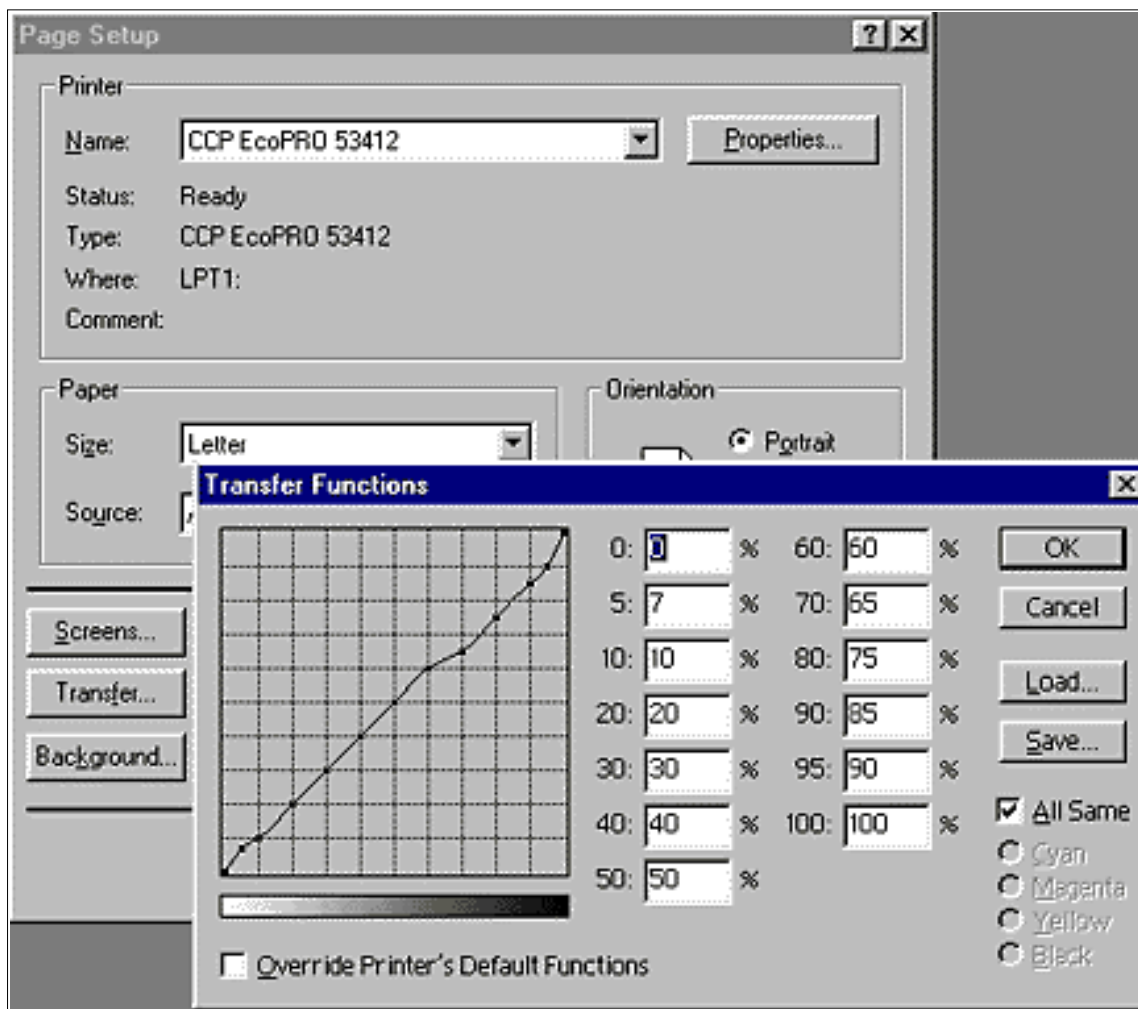 Page Setup
Printer
Name: CCP EcoPRO 53412 Properties...
Status: Ready
Type: CCP EcoPRO 53412
Where: LPT1:
Comment:
Paper
Size: Letter
Source:
Orientation
Portrait
Screens...
Transfer...
Background...
Transfer Functions
0: 0 % 60: 60 %
5: 7 % 70: 65 %
10: 10 % 80: 75 %
20: 20 % 90: 85 %
30: 30 % 95: 90 %
40: 40 % 100: 100 %
50: 50 %
OK
Cancel
Load...
Save...
All Same
Cyan
Magenta
Yellow
Black
Override Printer's Default Functions